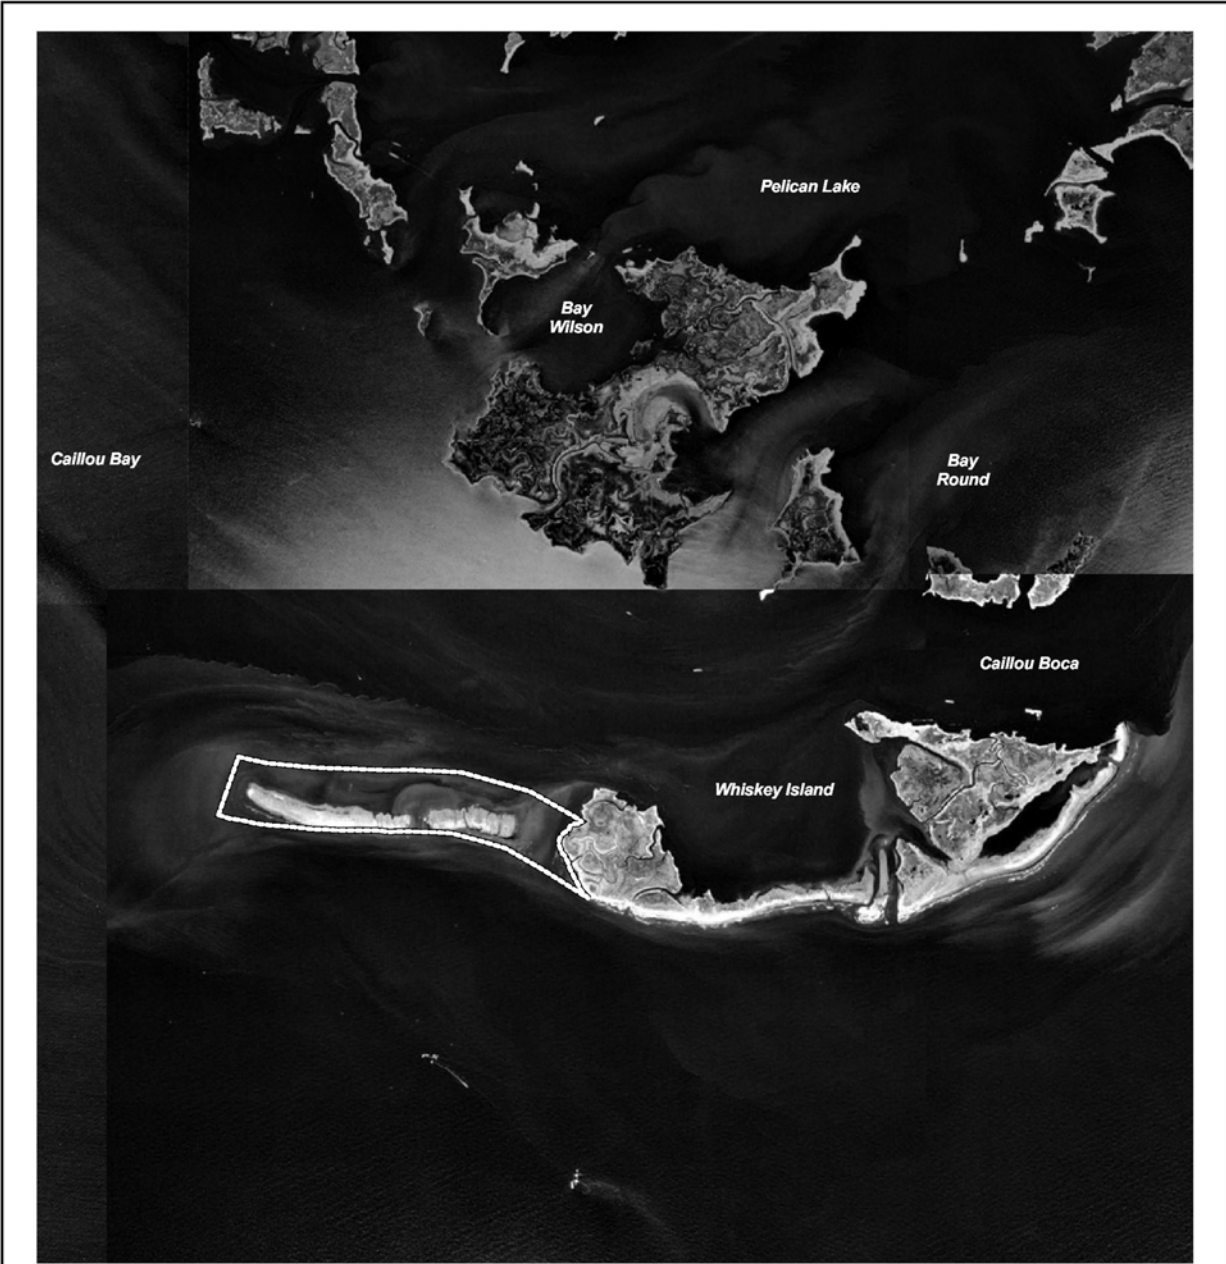 Pelican Lake
Bay
Wilson
Caillou Bay
Bay
Round
Caillou Boca
Whiskey Island